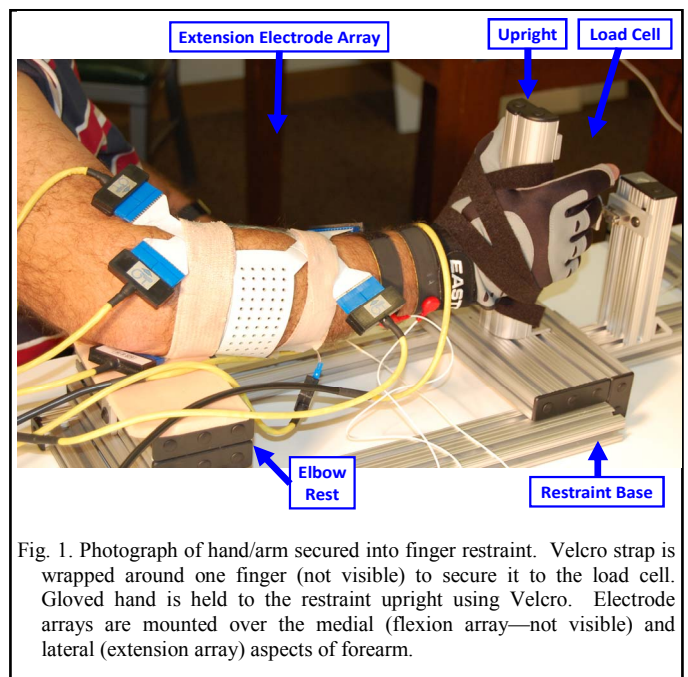 Extension Electrode Array
Upright
Load Cell
EAST
Elbow
Rest
Restraint Base
Fig. 1. Photograph of hand/arm secured into finger restraint. Velcro strap is
wrapped around one finger (not visible) to secure it to the load cell.
Gloved hand is held to the restraint upright using Velcro. Electrode
arrays are mounted over the medial (flexion array—not visible) and
lateral (extension array) aspects of forearm.